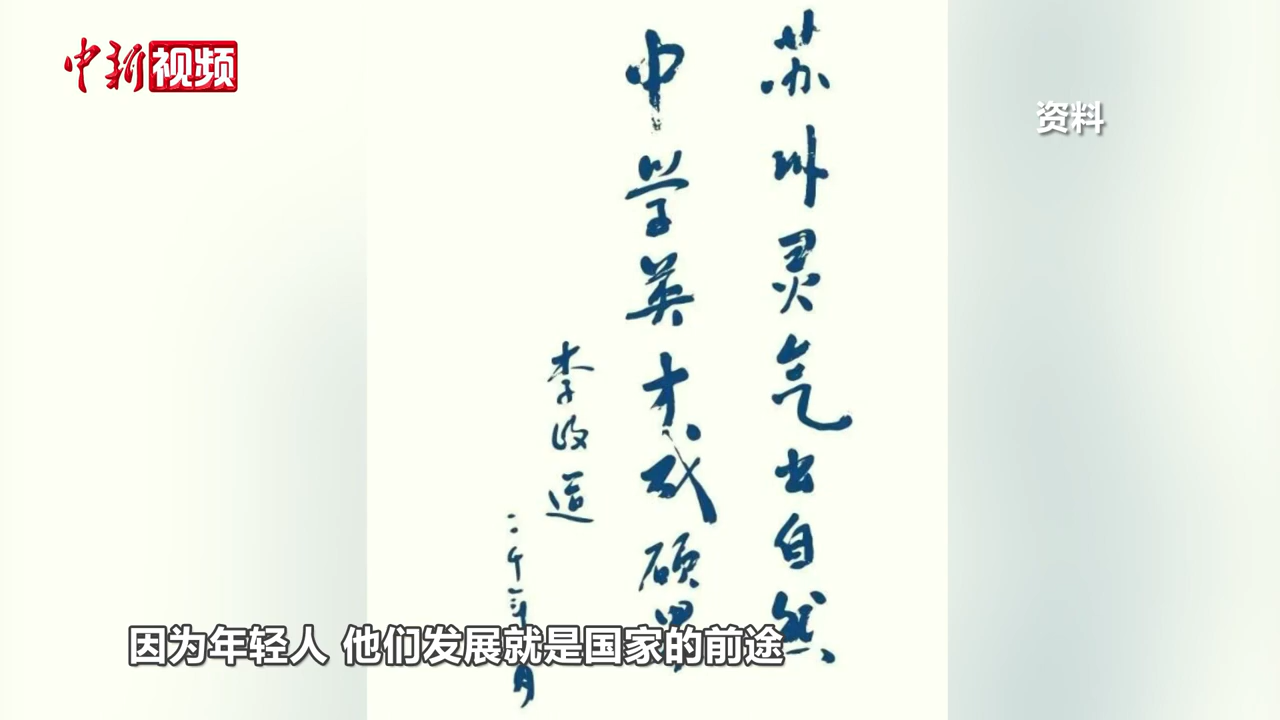 中新视频
资料
苏州灵气出自然
中学英才成硕果
李政道
因为年轻人 他们发展就是国家的前途